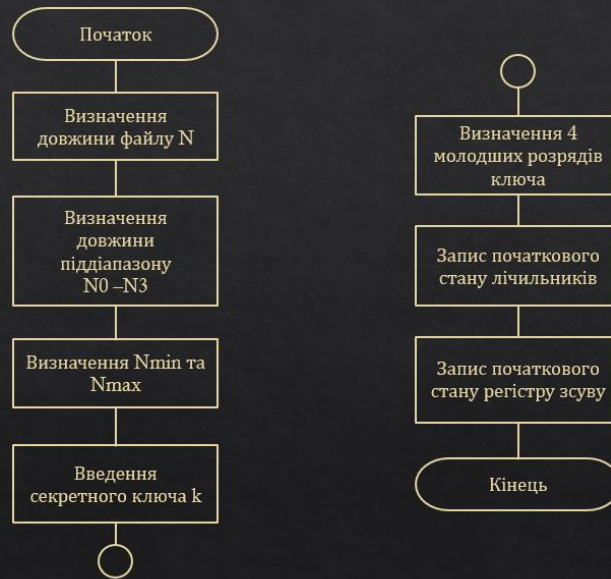 Початок
Визначення
довжини файлу N
Визначення
довжини
піддіапазону
N0 –N3
Визначення Nmin та
Nmax
Введення
секретного ключа k
Визначення 4
молодших розрядів
ключа
Запис початкового
стану лічильників
Запис початкового
стану регістру зсуву
Кінець